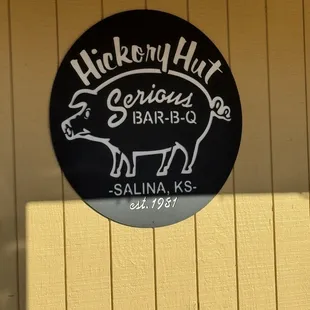 Hickory Hut
Serious
BAR-B-Q
-SALINA, KS-
est. 1981